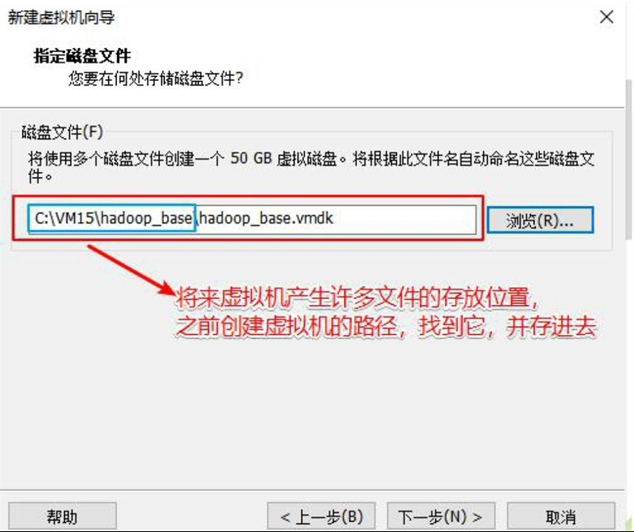 新建虚拟机向导
指定磁盘文件
您要在何处存储磁盘文件?
磁盘文件(F)
将使用多个磁盘文件创建一个 50 GB 虚拟磁盘。将根据此文件名自动命名这些磁盘文
件。
C:\VM15\hadoop_base\hadoop_base.vmdk
浏览(R)...
将来虚拟机产生许多文件的存放位置，
之前创建虚拟机的路径，找到它，并存进去
帮助
< 上一步(B)
下一步(N) >
取消